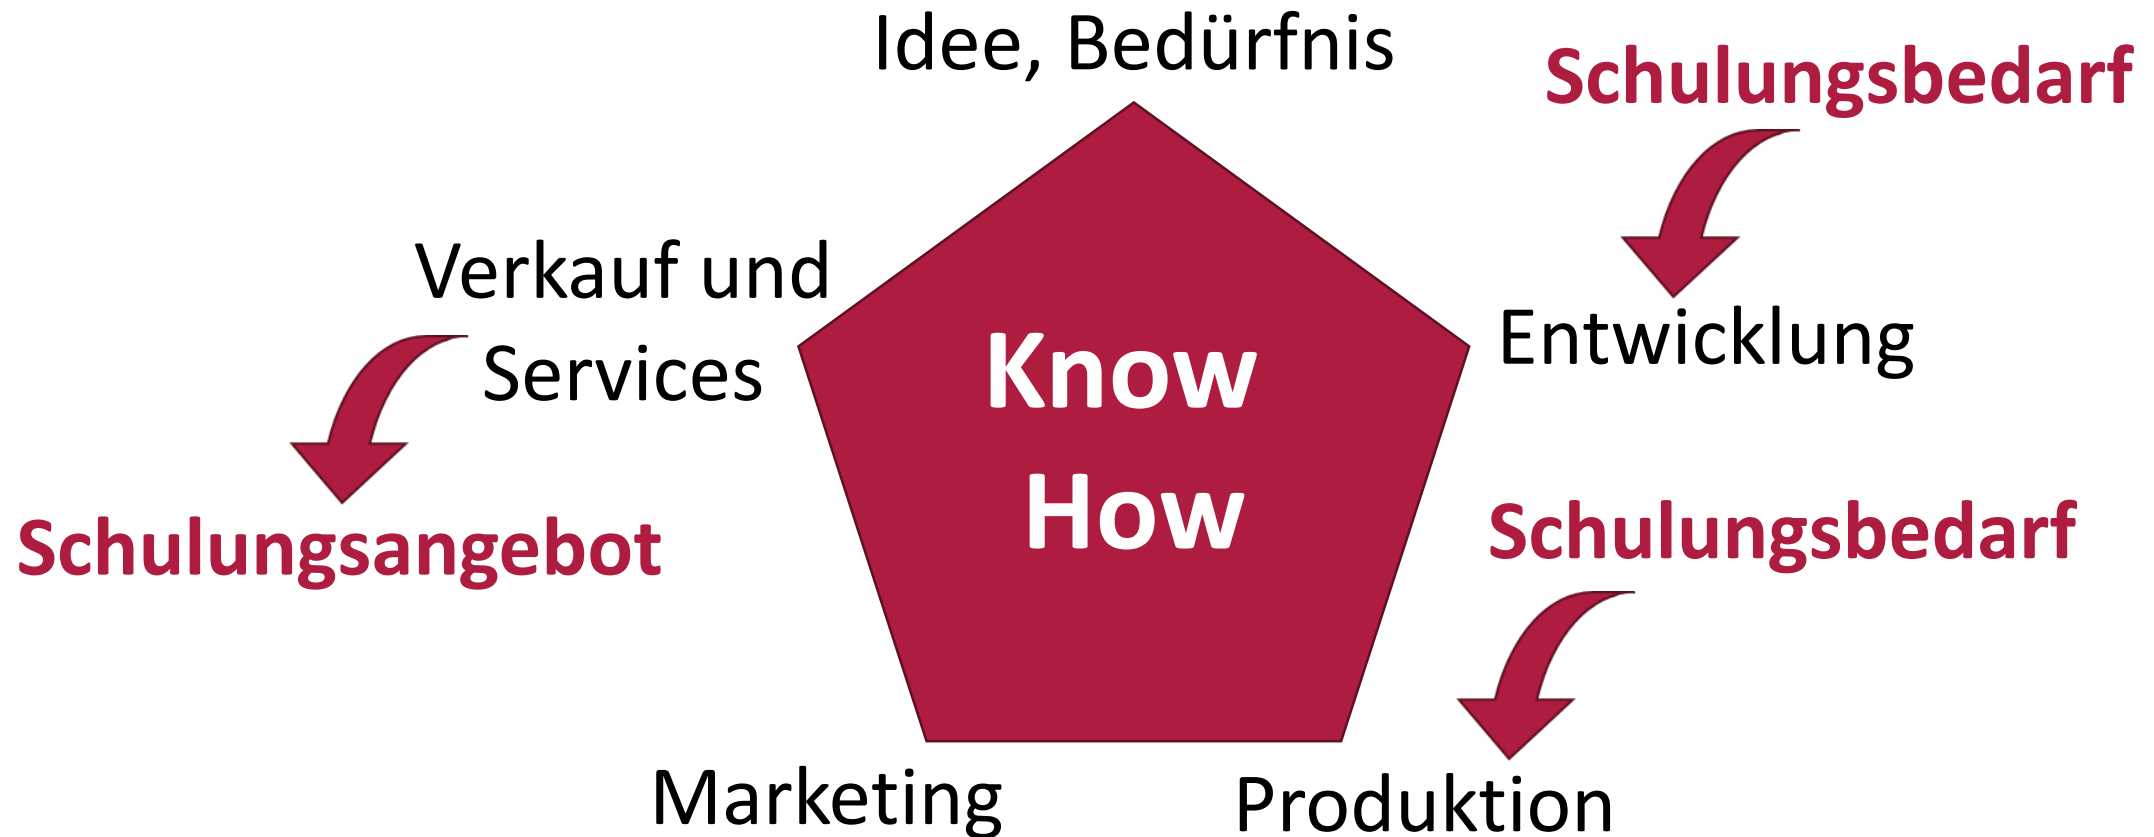 Idee, Bedürfnis
Schulungsbedarf
Verkauf und
Services
Entwicklung
Know
How
Schulungsangebot
Schulungsbedarf
Marketing
Produktion